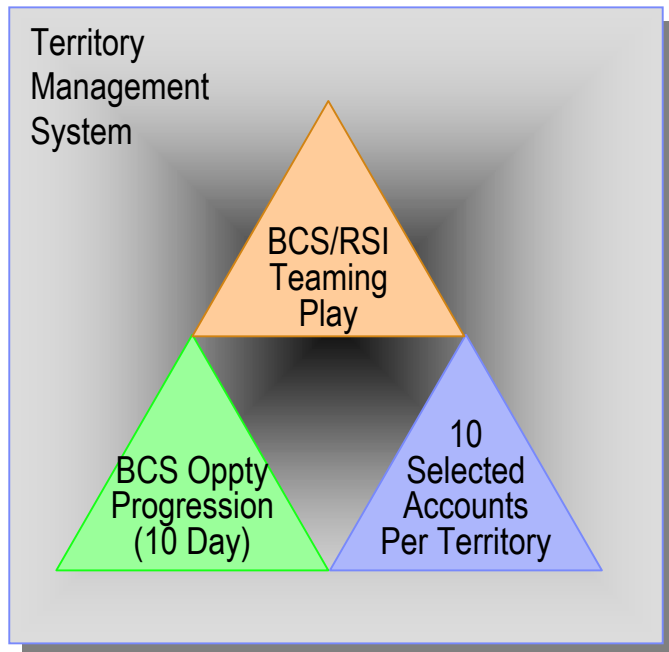 Territory
Management
System
BCS/RSI
Teaming
Play
BCS Oppty
Progression
(10 Day)
10
Selected
Accounts
Per Territory